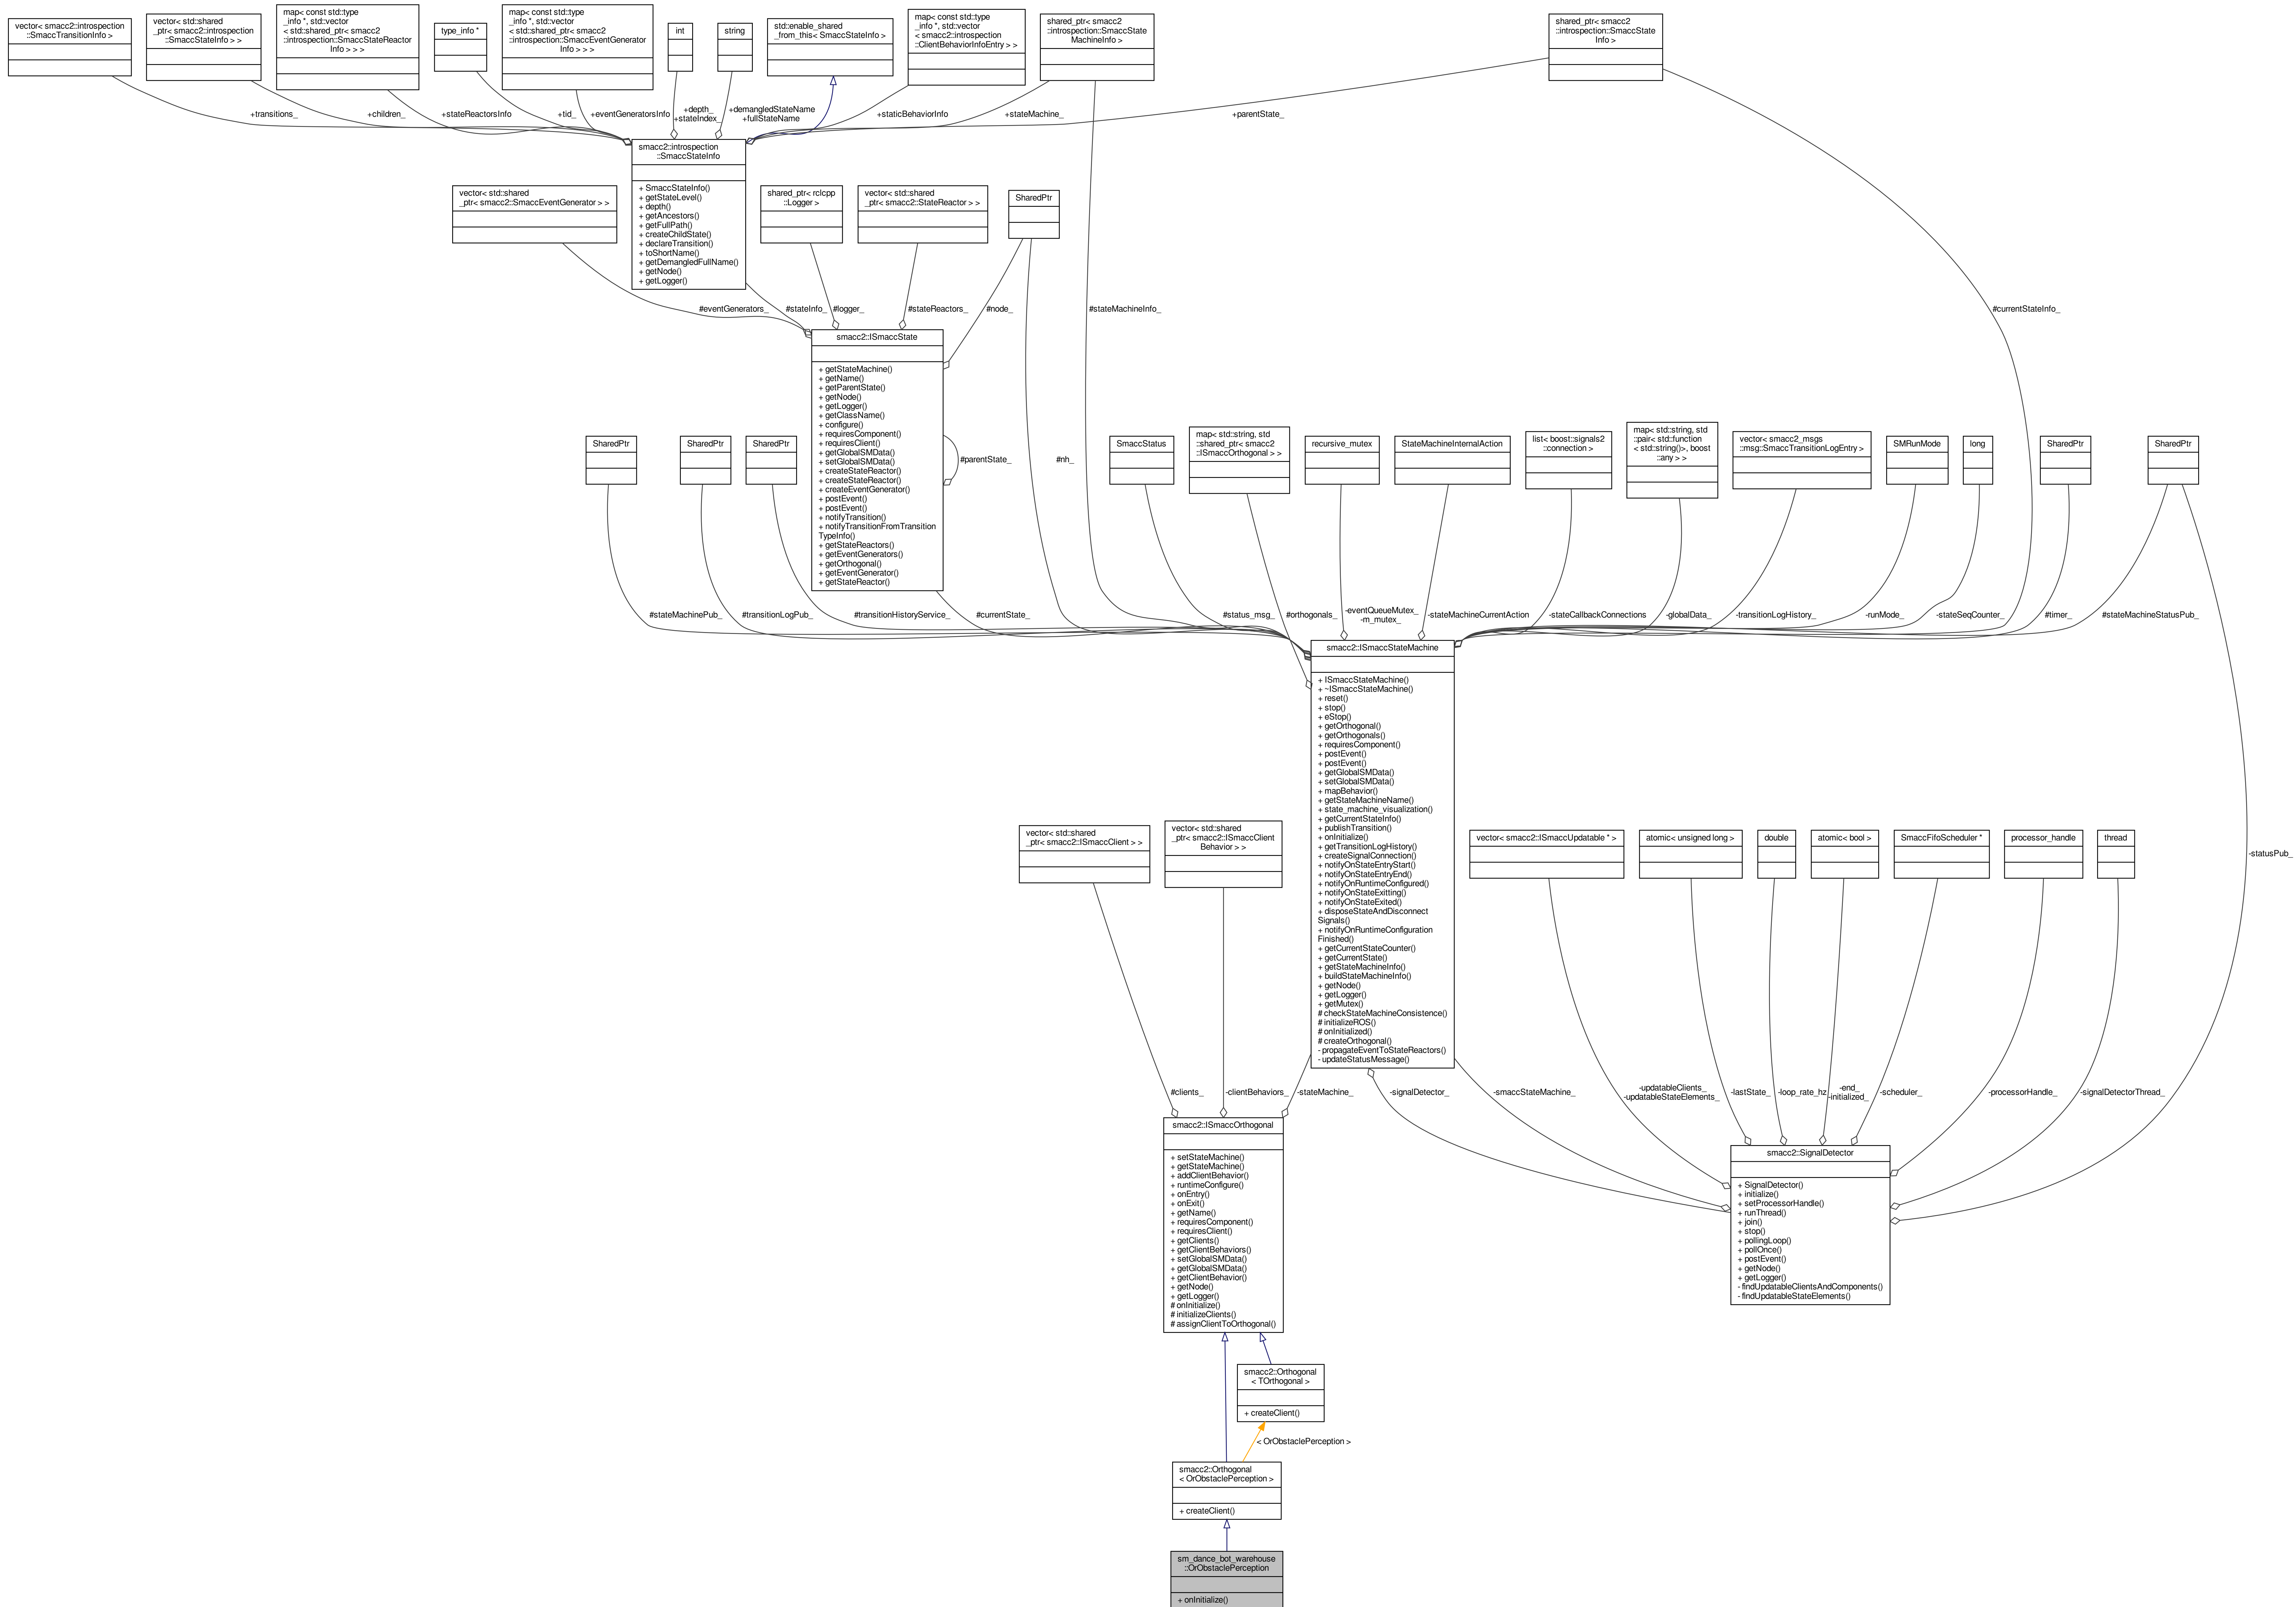 vector< smacc2::introspection
::SmaccTransitionInfo >
vector< std::shared
_ptr< smacc2::introspection
::SmaccStateInfo > >
map< const std::type
_info *, std::vector
< std::shared_ptr< smacc2
::introspection::SmaccStateReactor
Info > > >
type_info *
map< const std::type
_info *, std::vector
< std::shared_ptr< smacc2
::introspection::SmaccEventGenerator
Info > > >
int
string
std::enable_shared
_from_this< SmaccStateInfo >
map< const std::type
_info *, std::vector
< smacc2::introspection
::ClientBehaviorInfoEntry > >
shared_ptr< smacc2
::introspection::SmaccState
MachineInfo >
shared_ptr< smacc2
::introspection::SmaccState
Info >
+transitions_
+children_
+stateReactorsInfo
+tid_
+eventGeneratorsInfo
+depth_
+stateIndex_
+demangledStateName
+fullStateName
+staticBehaviorInfo
+stateMachine_
+parentState_
smacc2::introspection
::SmaccStateInfo
+ SmaccStateInfo()
+ getStateLevel()
+ depth()
+ getAncestors()
+ getFullPath()
+ createChildState()
+ declareTransition()
+ toShortName()
+ getDemangledFullName()
+ getNode()
+ getLogger()
vector< std::shared
_ptr< smacc2::SmaccEventGenerator > >
shared_ptr< rclcpp
::Logger >
vector< std::shared
_ptr< smacc2::StateReactor > >
SharedPtr
#eventGenerators_
#stateInfo_
#logger_
#stateReactors_
#node_
#stateMachineInfo_
#currentStateInfo_
smacc2::ISmaccState
+ getStateMachine()
+ getName()
+ getParentState()
+ getNode()
+ getLogger()
+ getClassName()
+ configure()
+ requiresComponent()
+ requiresClient()
+ getGlobalSMData()
+ setGlobalSMData()
+ createStateReactor()
+ createStateReactor()
+ createEventGenerator()
+ postEvent()
+ postEvent()
+ notifyTransition()
+ notifyTransitionFromTransition
TypeInfo()
+ getStateReactors()
+ getEventGenerators()
+ getOrthogonal()
+ getEventGenerator()
+ getStateReactor()
#parentState_
#nh_
SharedPtr
SharedPtr
SharedPtr
SmaccStatus
map< std::string, std
::shared_ptr< smacc2
::ISmaccOrthogonal > >
recursive_mutex
StateMachineInternalAction
list< boost::signals2
::connection >
map< std::string, std
::pair< std::function
< std::string()>, boost
::any > >
vector< smacc2_msgs
::msg::SmaccTransitionLogEntry >
SMRunMode
long
SharedPtr
SharedPtr
#stateMachinePub_
#transitionLogPub_
#transitionHistoryService_
#currentState_
#status_msg_
#orthogonals_
-eventQueueMutex_
-m_mutex_
-stateMachineCurrentAction
-stateCallbackConnections
-globalData_
-transitionLogHistory_
-runMode_
-stateSeqCounter_
#timer_
#stateMachineStatusPub_
smacc2::ISmaccStateMachine
+ ISmaccStateMachine()
+ ~ISmaccStateMachine()
+ reset()
+ stop()
+ eStop()
+ getOrthogonal()
+ getOrthogonals()
+ requiresComponent()
+ postEvent()
+ postEvent()
+ getGlobalSMData()
+ setGlobalSMData()
+ mapBehavior()
+ getStateMachineName()
+ state_machine_visualization()
+ getCurrentStateInfo()
+ publishTransition()
+ onInitialize()
+ getTransitionLogHistory()
+ createSignalConnection()
+ notifyOnStateEntryStart()
+ notifyOnStateEntryEnd()
+ notifyOnRuntimeConfigured()
+ notifyOnStateExitting()
+ notifyOnStateExited()
+ disposeStateAndDisconnect
Signals()
+ notifyOnRuntimeConfiguration
Finished()
+ getCurrentStateCounter()
+ getCurrentState()
+ getStateMachineInfo()
+ buildStateMachineInfo()
+ getNode()
+ getLogger()
+ getMutex()
# checkStateMachineConsistence()
# initializeROS()
# onInitialized()
# createOrthogonal()
- propagateEventToStateReactors()
- updateStatusMessage()
vector< std::shared
_ptr< smacc2::ISmaccClient > >
vector< std::shared
_ptr< smacc2::ISmaccClient
Behavior > >
vector< smacc2::ISmaccUpdatable * >
atomic< unsigned long >
double
atomic< bool >
SmaccFifoScheduler *
processor_handle
thread
-statusPub_
#clients_
-clientBehaviors_
-stateMachine_
-signalDetector_
-smaccStateMachine_
-updatableClients_
-updatableStateElements_
-lastState_
-loop_rate_hz
-end_
-initialized_
-scheduler_
-processorHandle_
-signalDetectorThread_
smacc2::ISmaccOrthogonal
+ setStateMachine()
+ getStateMachine()
+ addClientBehavior()
+ runtimeConfigure()
+ onEntry()
+ onExit()
+ getName()
+ requiresComponent()
+ requiresClient()
+ getClients()
+ getClientBehaviors()
+ setGlobalSMData()
+ getGlobalSMData()
+ getClientBehavior()
+ getNode()
+ getLogger()
# onInitialize()
# initializeClients()
# assignClientToOrthogonal()
smacc2::SignalDetector
+ SignalDetector()
+ initialize()
+ setProcessorHandle()
+ runThread()
+ join()
+ stop()
+ pollingLoop()
+ pollOnce()
+ postEvent()
+ getNode()
+ getLogger()
- findUpdatableClientsAndComponents()
- findUpdatableStateElements()
smacc2::Orthogonal
< TOrthogonal >
+ createClient()
< OrObstaclePerception >
smacc2::Orthogonal
< OrObstaclePerception >
+ createClient()
sm_dance_bot_warehouse
::OrObstaclePerception
+ onInitialize()